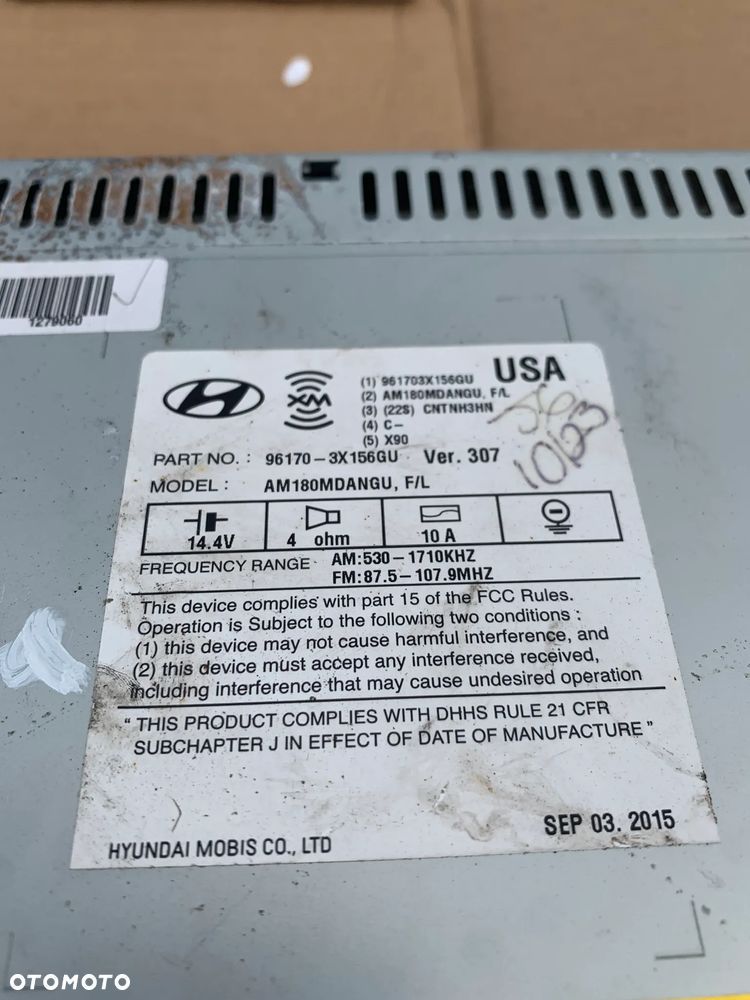 1279060
XM
(1) 961703X156GU
(2) AM180MDANGU, F/L
(3) (22S) CNTNH3HN
(4) C-
(5) X90
USA
10/23
PART NO. : 96170-3X156GU Ver. 307
MODEL : AM180MDANGU, F/L
14.4V 4 ohm 10 A
FREQUENCY RANGE AM:530-1710KHZ
FM:87.5-107.9MHZ
This device complies with part 15 of the FCC Rules.
Operation is Subject to the following two conditions :
(1) this device may not cause harmful interference, and
(2) this device must accept any interference received,
including interference that may cause undesired operation
" THIS PRODUCT COMPLIES WITH DHHS RULE 21 CFR
SUBCHAPTER J IN EFFECT OF DATE OF MANUFACTURE "
SEP 03. 2015
HYUNDAI MOBIS CO., LTD
OTOMOTO